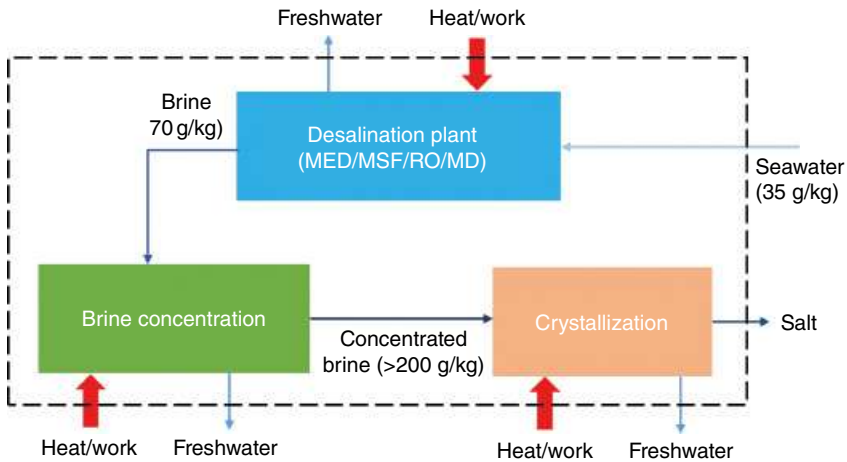 Freshwater
Heat/work
Brine
70 g/kg)
Desalination plant
(MED/MSF/RO/MD)
Seawater
(35 g/kg)
Brine concentration
Concentrated
brine (>200 g/kg)
Crystallization
Salt
Heat/work
Freshwater
Heat/work
Freshwater